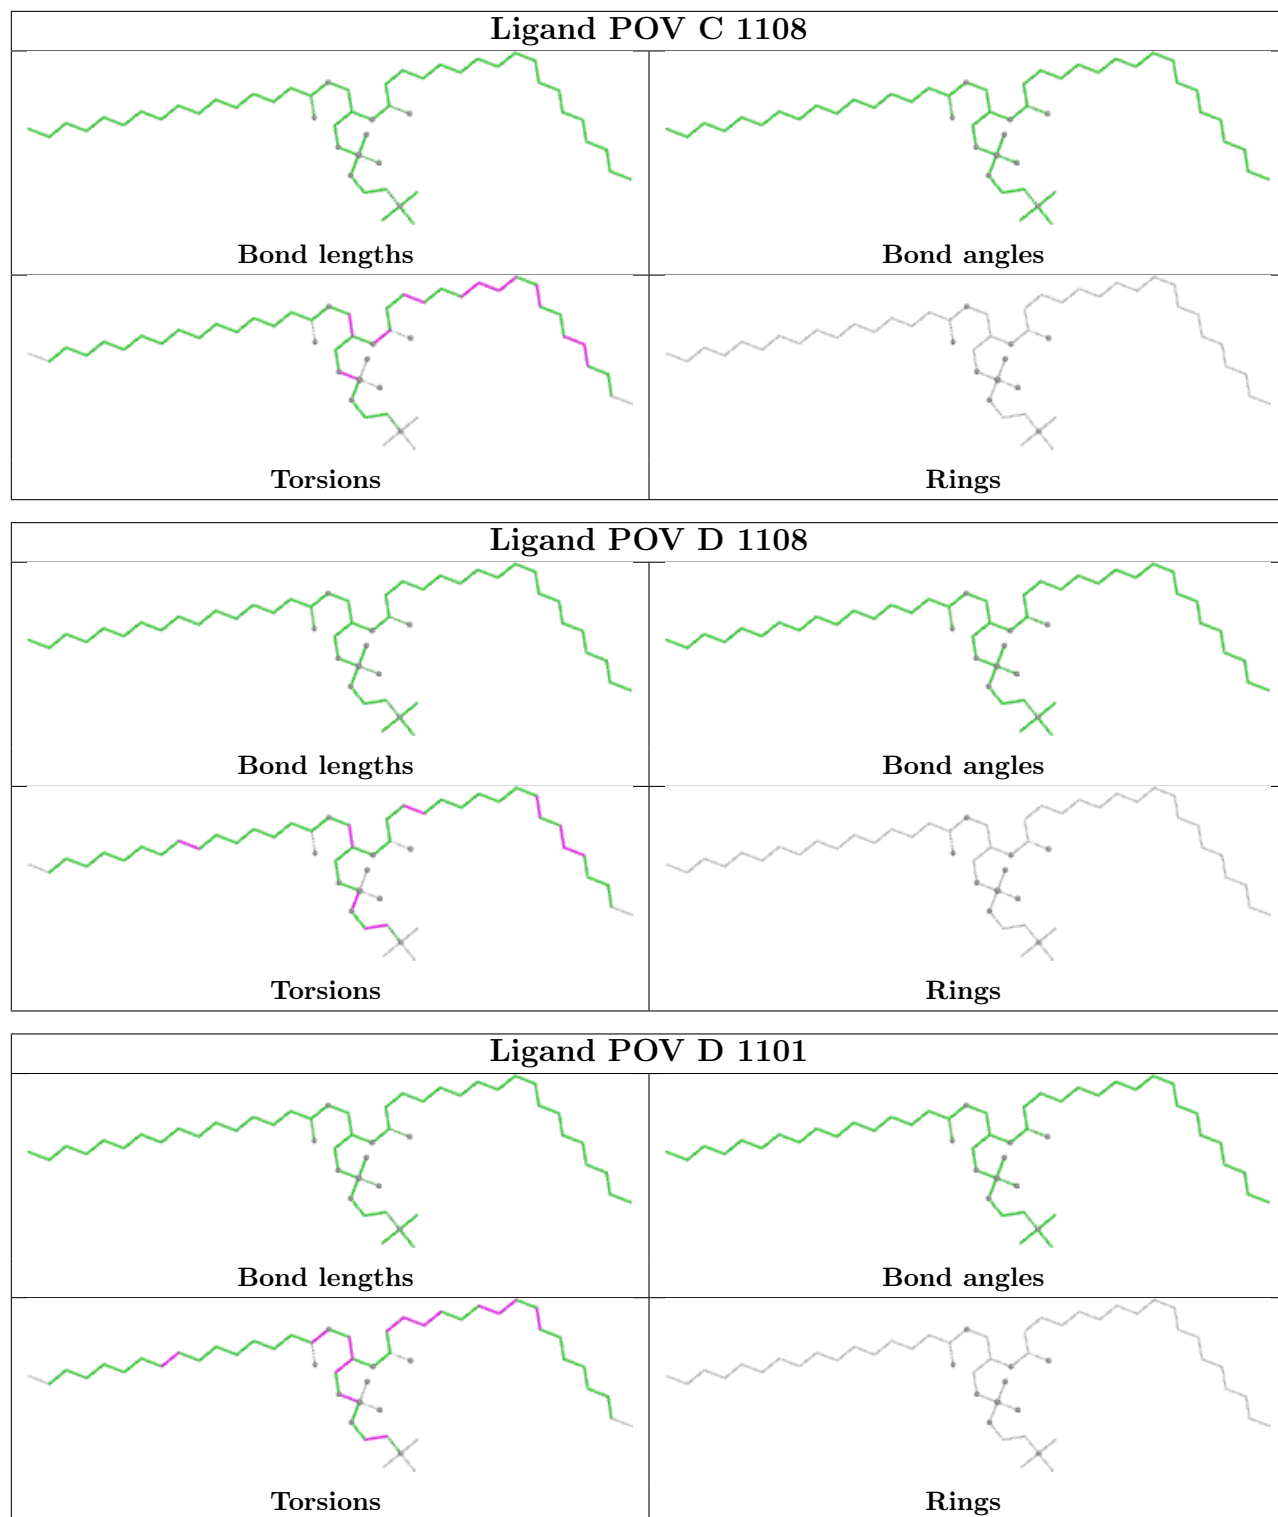 Ligand POV C 1108
Bond lengths
Bond angles
Torsions
Rings
Ligand POV D 1108
Bond lengths
Bond angles
Torsions
Rings
Ligand POV D 1101
Bond lengths
Bond angles
Torsions
Rings